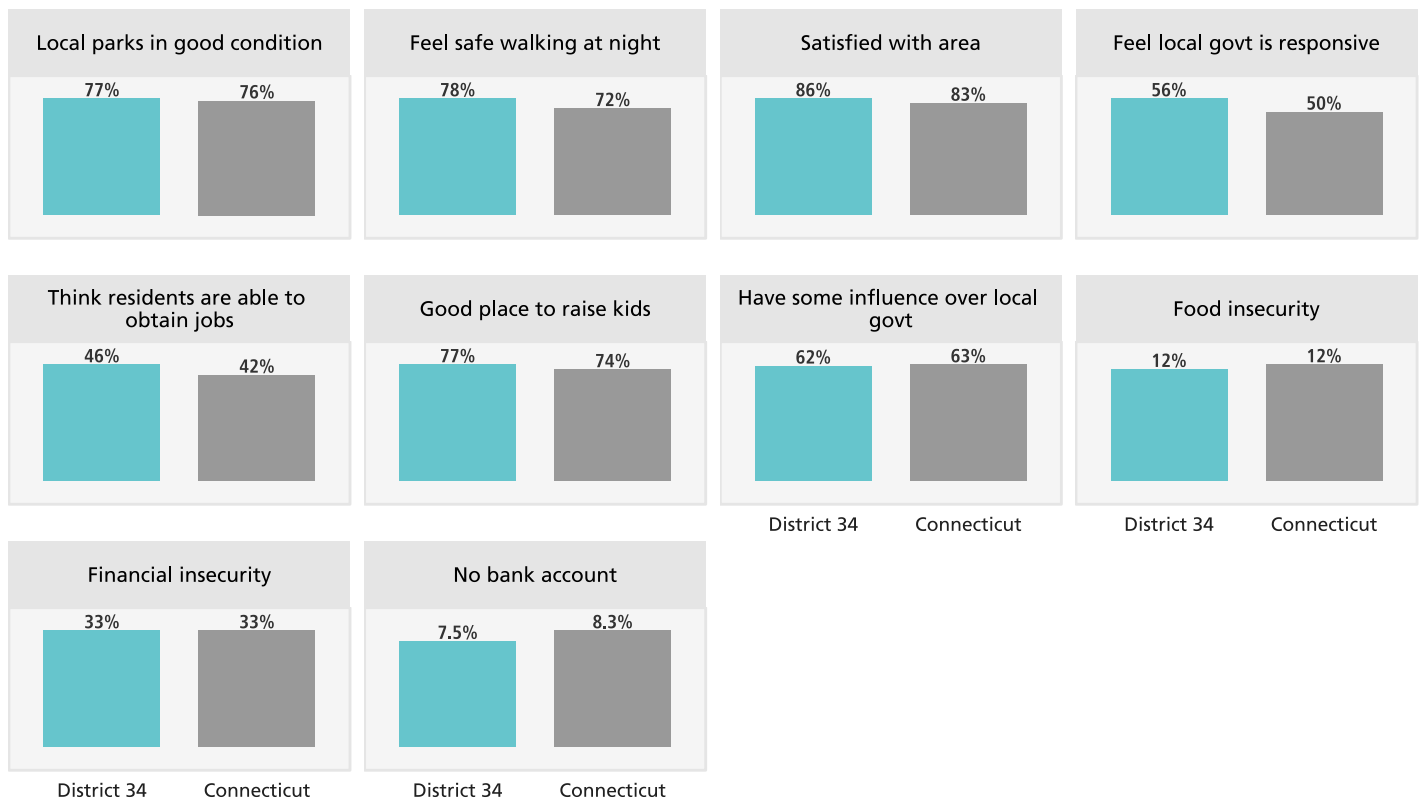 Local parks in good condition
77%
76%
Feel safe walking at night
78%
72%
Satisfied with area
86%
83%
Feel local govt is responsive
56%
50%
Think residents are able to
obtain jobs
46%
42%
Good place to raise kids
77%
74%
Have some influence over local
govt
62%
63%
District 34
Connecticut
Food insecurity
12%
12%
District 34
Connecticut
Financial insecurity
33%
33%
District 34
Connecticut
No bank account
7.5%
8.3%
District 34
Connecticut